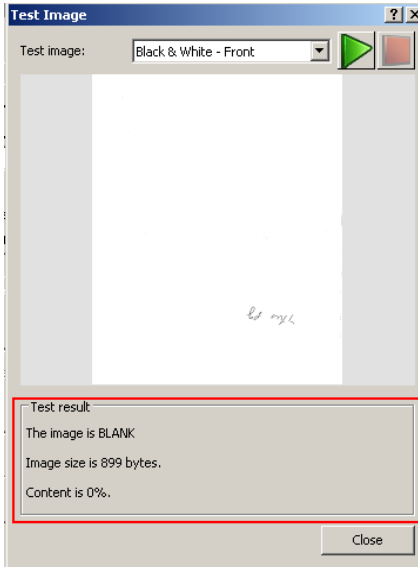 Test Image
Test image: Black & White - Front
Test result
The image is BLANK
Image size is 899 bytes.
Content is 0%.
Close